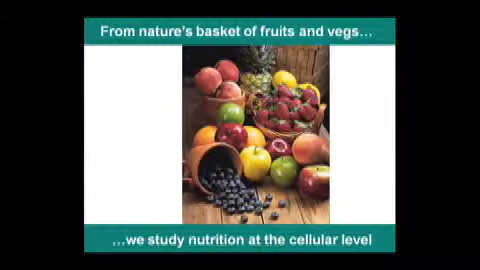 From nature's basket of fruits and vegs…
…we study nutrition at the cellular level